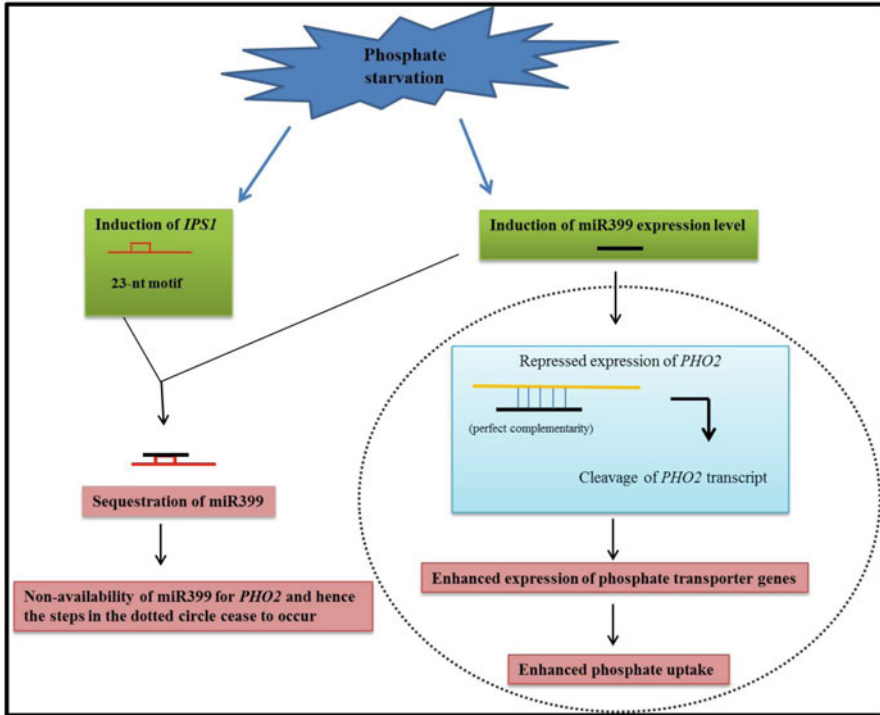 Phosphate
starvation
Induction of IPS1
23-nt motif
Induction of miR399 expression level
Repressed expression of PHO2
(perfect complementarity)
Cleavage of PHO2 transcript
Sequestration of miR399
Non-availability of miR399 for PHO2 and hence
the steps in the dotted circle cease to occur
Enhanced expression of phosphate transporter genes
Enhanced phosphate uptake